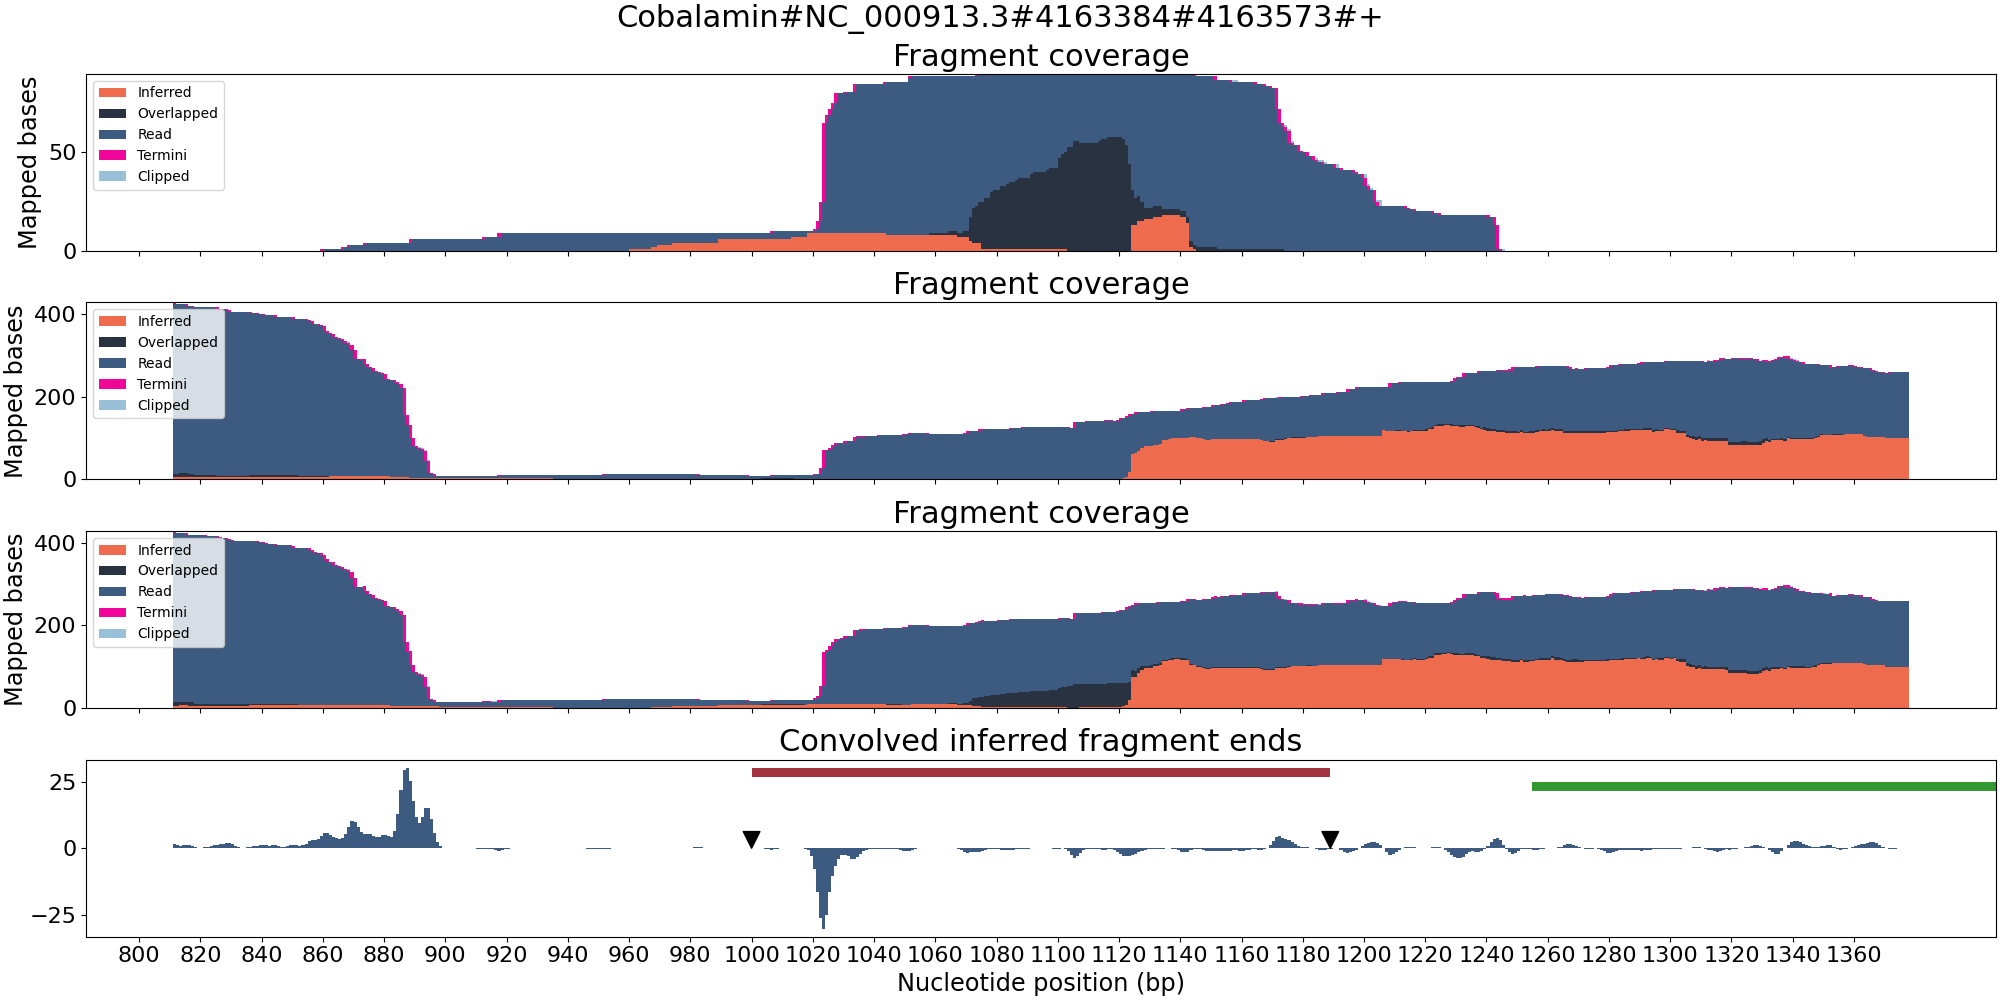 Cobalamin#NC_000913.3#4163384#4163573#+
Fragment coverage
Mapped bases
50
0
Inferred
Overlapped
Read
Termini
Clipped
Fragment coverage
Mapped bases
400
200
0
Inferred
Overlapped
Read
Termini
Clipped
Fragment coverage
Mapped bases
400
200
0
Inferred
Overlapped
Read
Termini
Clipped
Convolved inferred fragment ends
25
0
−25
800 820 840 860 880 900 920 940 960 980 1000 1020 1040 1060 1080 1100 1120 1140 1160 1180 1200 1220 1240 1260 1280 1300 1320 1340 1360
Nucleotide position (bp)